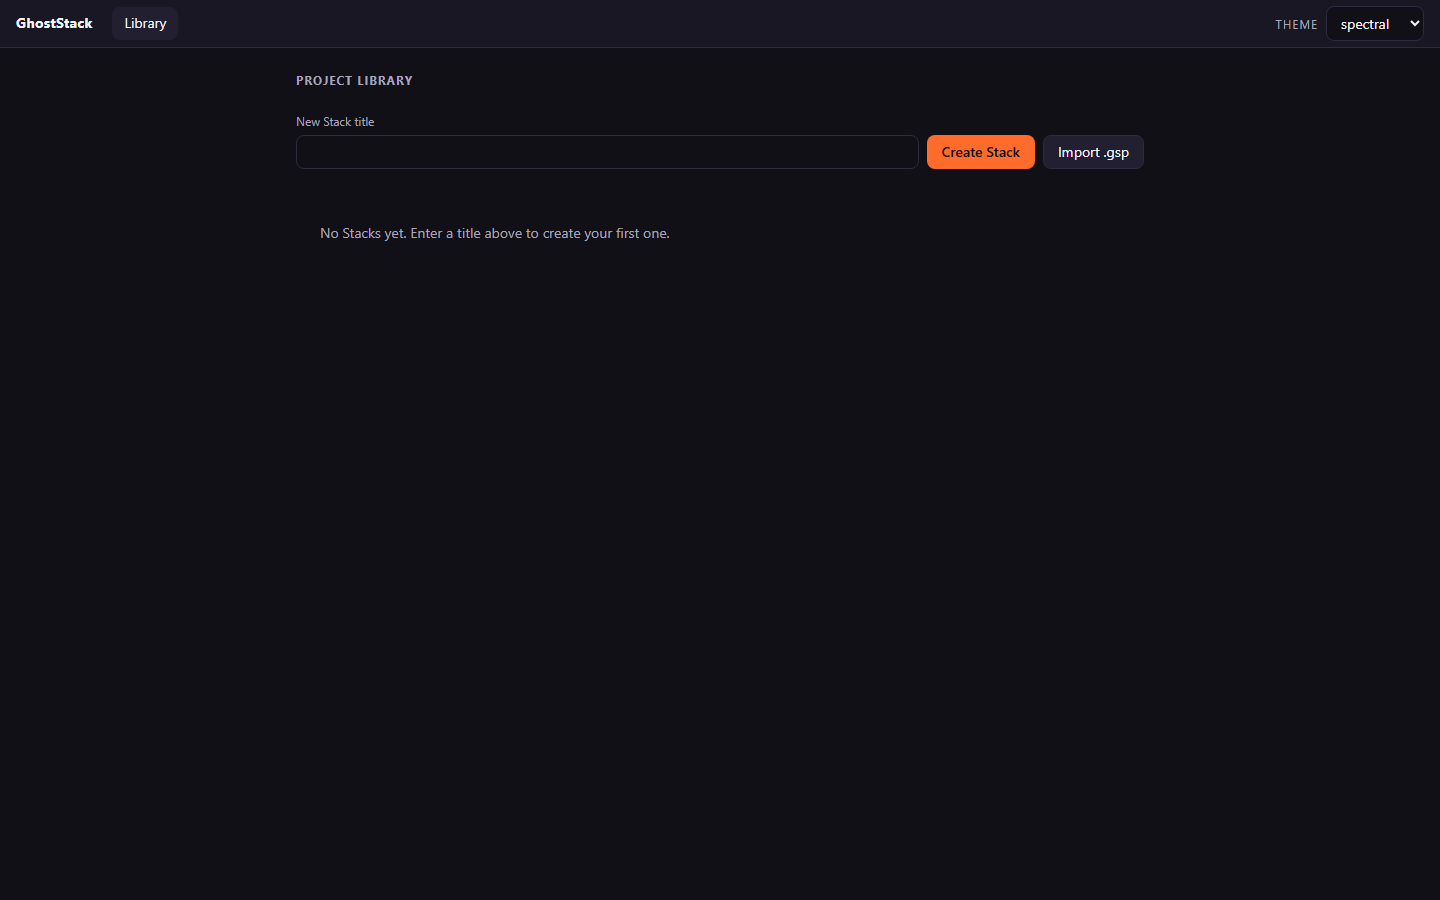 GhostStack
Library
THEME
spectral
PROJECT LIBRARY
New Stack title
Create Stack
Import .gsp
No Stacks yet. Enter a title above to create your first one.